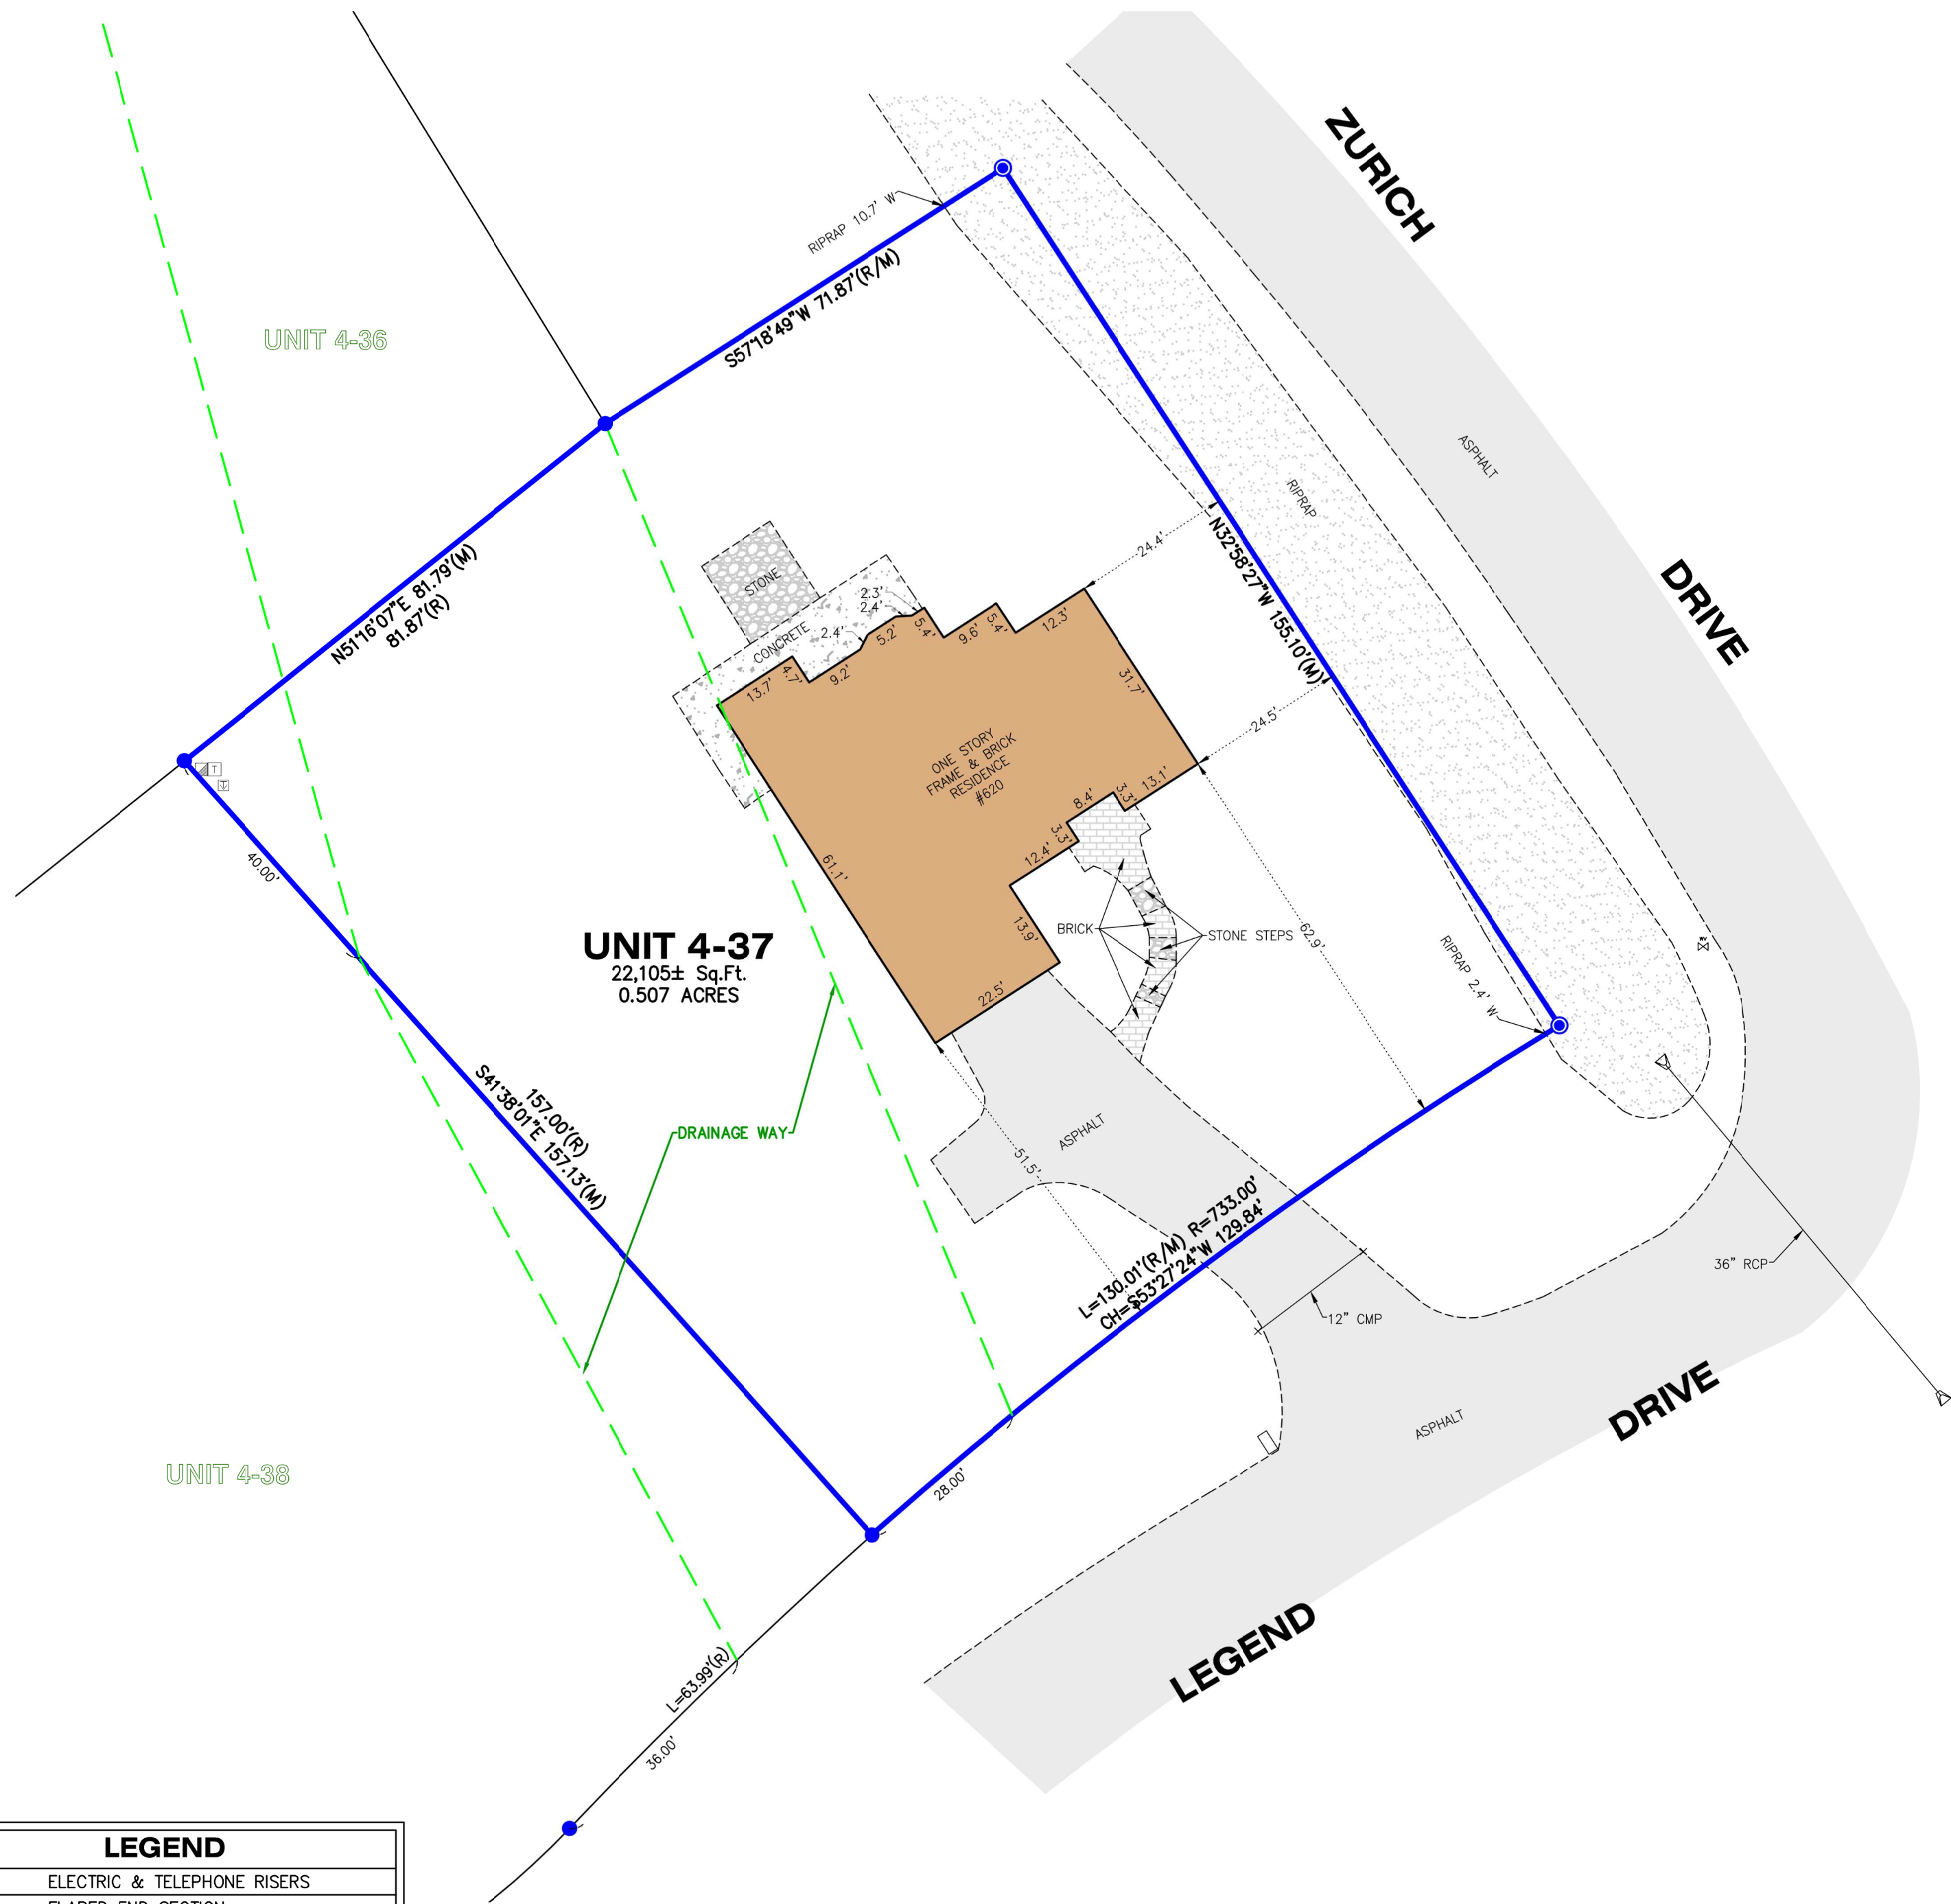 ZURICH
DRIVE
RIPRAP 10.7' W
S57°18'49"W 71.87'(R/M)
UNIT 4-36
ASPHALT
RIPRAP
N32°58'27"W 155.10'(M)
24.4'
24.5'
N51°16'07"E 81.79'(M)
81.87'(R)
STONE
CONCRETE
2.3'
2.4'
2.4'
5.2'
5.4'
9.6'
5.4'
12.3'
13.7'
4.7'
9.2'
31.7'
ONE STORY
FRAME & BRICK
RESIDENCE
#620
8.4'
3.3'
13.1'
3.3'
12.4'
61.1'
13.9'
22.5'
T
40.00'
UNIT 4-37
22,105± Sq.Ft.
0.507 ACRES
BRICK
STONE STEPS
62.9'
RIPRAP 2.4' W
WV
157.00'(R)
S41°38'01"E 157.13'(M)
DRAINAGE WAY
ASPHALT
51.5'
L=130.01'(R/M) R=733.00'
CH=S53°27'24"W 129.84'
36" RCP
12" CMP
DRIVE
ASPHALT
UNIT 4-38
28.00'
LEGEND
L=63.99'(R)
36.00'
LEGEND
ELECTRIC & TELEPHONE RISERS
FLARED END SECTION